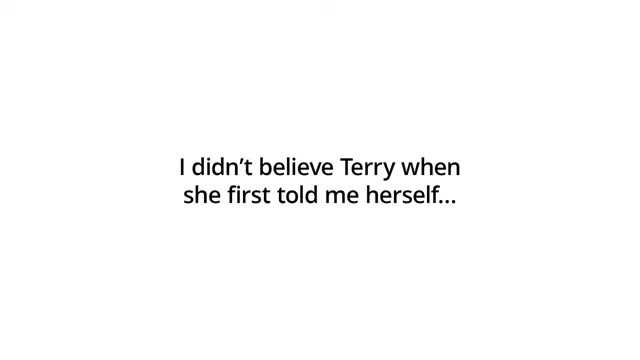 I didn’t believe Terry when
she first told me herself...